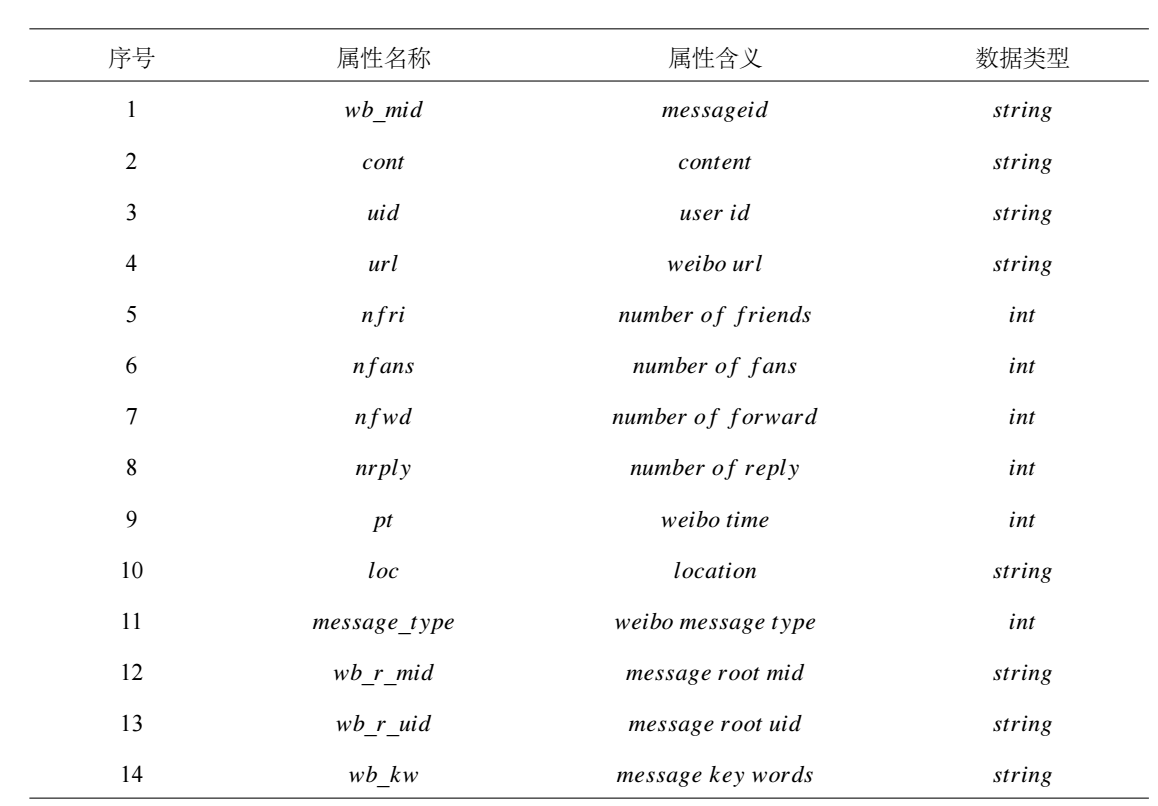 序号 属性名称 属性含义 数据类型
1 wb_mid messageid string
2 cont content string
3 uid user id string
4 url weibo url string
5 nfri number of friends int
6 nfans number of fans int
7 nfwd number of forward int
8 nrply number of reply int
9 pt weibo time int
10 loc location string
11 message_type weibo message type int
12 wb_r_mid message root mid string
13 wb_r_uid message root uid string
14 wb_kw message key words string